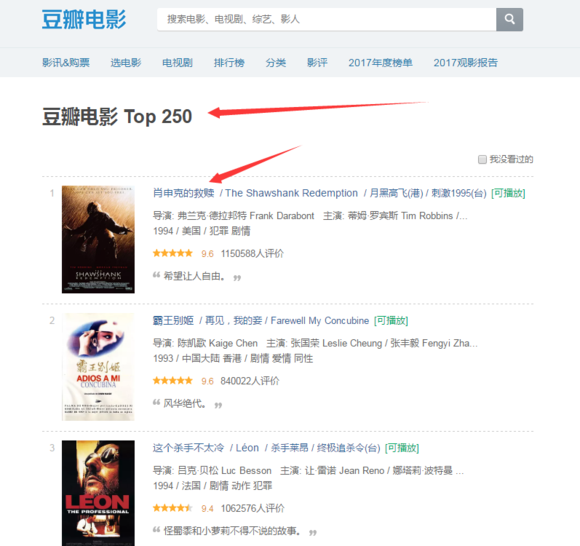 豆瓣电影
搜索电影、电视剧、综艺、影人
影讯&购票 选电影 电视剧 排行榜 分类 影评 2017年度榜单 2017观影报告
豆瓣电影 Top 250
我没看过的
1 肖申克的救赎 / The Shawshank Redemption / 月黑高飞(港) / 刺激1995(台) [可播放]
导演: 弗兰克·德拉邦特 Frank Darabont 主演: 蒂姆·罗宾斯 Tim Robbins /...
1994 / 美国 / 犯罪 剧情
9.6 1150588人评价
“ 希望让人自由。 ”
SHAWSHANK
REDEMPTION
2 霸王别姬 / 再见，我的妾 / Farewell My Concubine [可播放]
导演: 陈凯歌 Kaige Chen 主演: 张国荣 Leslie Cheung / 张丰毅 Fengyi Zha...
1993 / 中国大陆 香港 / 剧情 爱情 同性
9.6 840022人评价
“ 风华绝代。 ”
霸王别姬
ADIOS A MI
CONCUBINA
3 这个杀手不太冷 / Léon / 杀手莱昂 / 终极追杀令(台) [可播放]
导演: 吕克·贝松 Luc Besson 主演: 让·雷诺 Jean Reno / 娜塔莉·波特曼 ...
1994 / 法国 / 剧情 动作 犯罪
9.4 1062576人评价
“ 怪蜀黍和小萝莉不得不说的故事。 ”
LEON
THE PROFESSIONAL